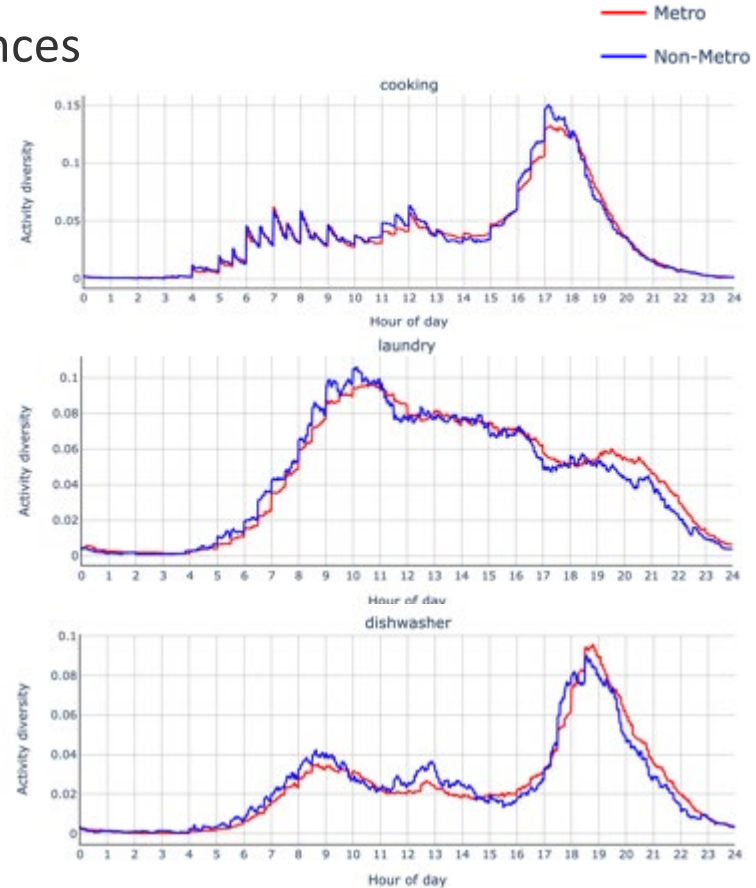 nces
Metro
Non-Metro
cooking
Activity diversity
0.15
0.1
0.05
0
0 1 2 3 4 5 6 7 8 9 10 11 12 13 14 15 16 17 18 19 20 21 22 23 24
Hour of day
laundry
Activity diversity
0.1
0.08
0.06
0.04
0.02
0
0 1 2 3 4 5 6 7 8 9 10 11 12 13 14 15 16 17 18 19 20 21 22 23 24
Hour of day
dishwasher
Activity diversity
0.1
0.08
0.06
0.04
0.02
0
0 1 2 3 4 5 6 7 8 9 10 11 12 13 14 15 16 17 18 19 20 21 22 23 24
Hour of day